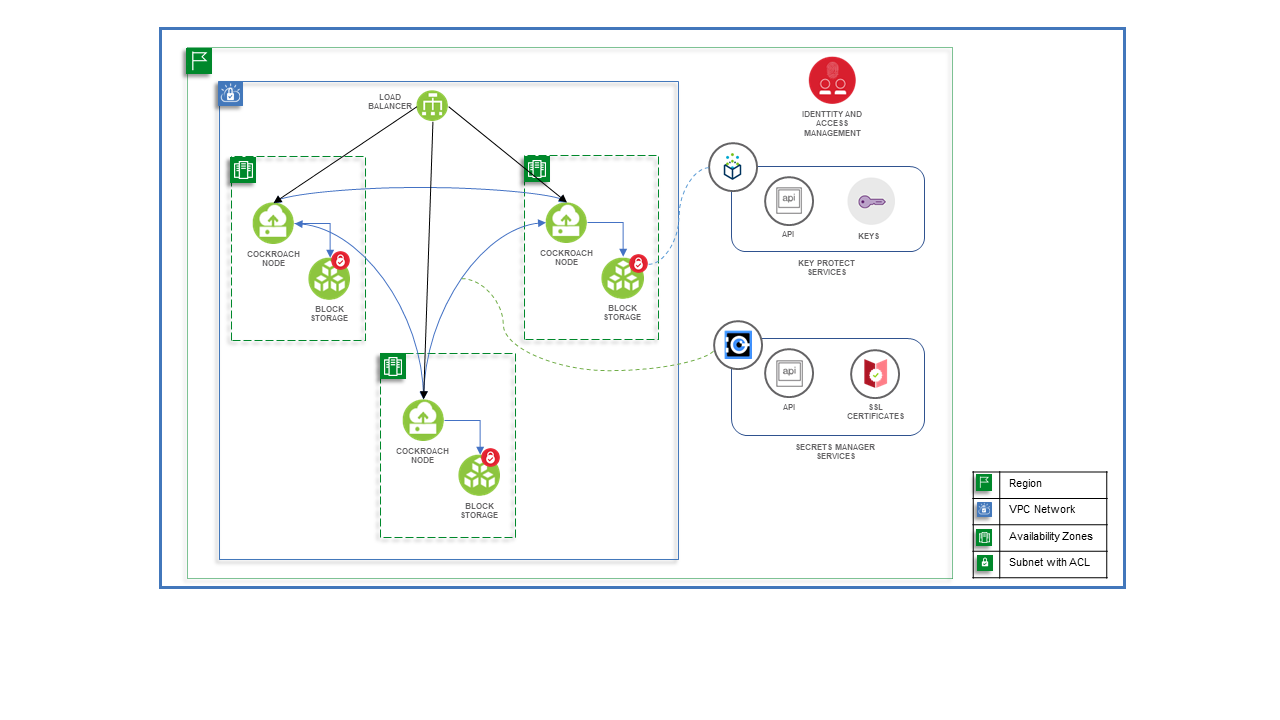 LOAD
BALANCER
COCKROACH
NODE
BLOCK
STORAGE
COCKROACH
NODE
BLOCK
STORAGE
COCKROACH
NODE
BLOCK
STORAGE
IDENTTITY AND
ACCESS
MANAGEMENT
api
API
KEYS
KEY PROTECT
SERVICES
api
API
SSL
CERTIFICATES
SECRETS MANAGER
SERVICES
Region
VPC Network
Availability Zones
Subnet with ACL